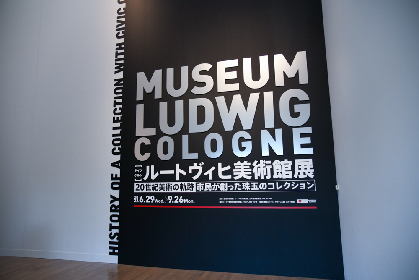 HISTORY OF A COLLECTION WITH CIVIC
MUSEUM
LUDWIG
COLOGNE
ルートヴィヒ美術館展
20世紀美術の軌跡 市民が創った珠玉のコレクション
6.29 Wed. 9.26 Mon.